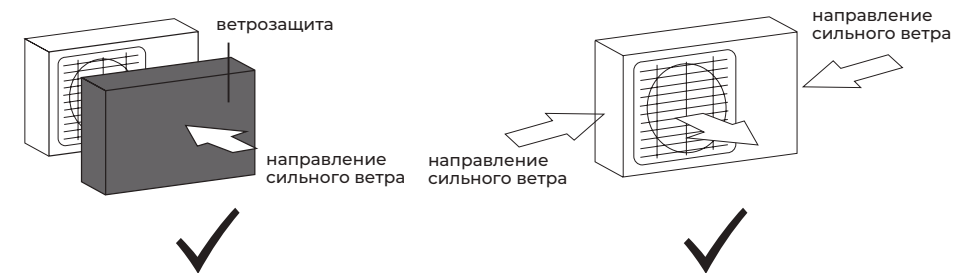 ветрозащита
направление
сильного ветра
направление
сильного ветра
направление
сильного ветра